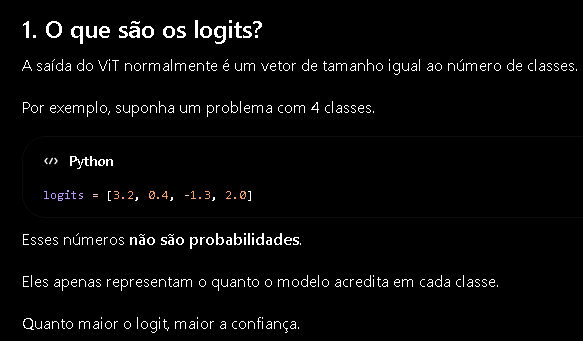 1. O que são os logits?
A saída do ViT normalmente é um vetor de tamanho igual ao número de classes.
Por exemplo, suponha um problema com 4 classes.
</> Python
logits = [3.2, 0.4, -1.3, 2.0]
Esses números não são probabilidades.
Eles apenas representam o quanto o modelo acredita em cada classe.
Quanto maior o logit, maior a confiança.